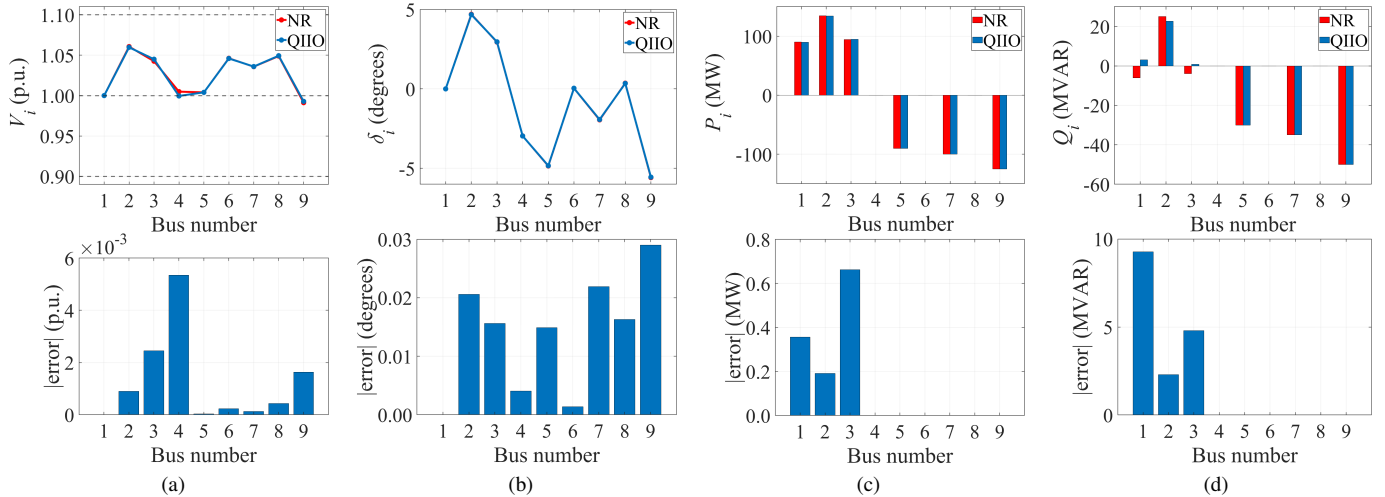 1.10
1.05
1.00
0.95
0.90
V_i (p.u.)
NR
QIIO
1 2 3 4 5 6 7 8 9
Bus number
5
0
-5
δ_i (degrees)
NR
QIIO
1 2 3 4 5 6 7 8 9
Bus number
100
0
-100
P_i (MW)
NR
QIIO
1 2 3 4 5 6 7 8 9
Bus number
20
0
-20
-40
-60
Q_i (MVAR)
NR
QIIO
1 2 3 4 5 6 7 8 9
Bus number
×10⁻³
6
4
2
0
|error| (p.u.)
1 2 3 4 5 6 7 8 9
Bus number
(a)
0.03
0.02
0.01
0.00
|error| (degrees)
1 2 3 4 5 6 7 8 9
Bus number
(b)
0.8
0.6
0.4
0.2
0.0
|error| (MW)
1 2 3 4 5 6 7 8 9
Bus number
(c)
10
5
0
|error| (MVAR)
1 2 3 4 5 6 7 8 9
Bus number
(d)